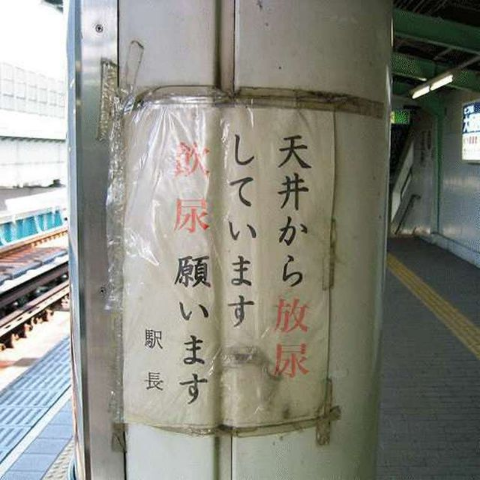 天井から放尿
しています
飲尿願います
駅長